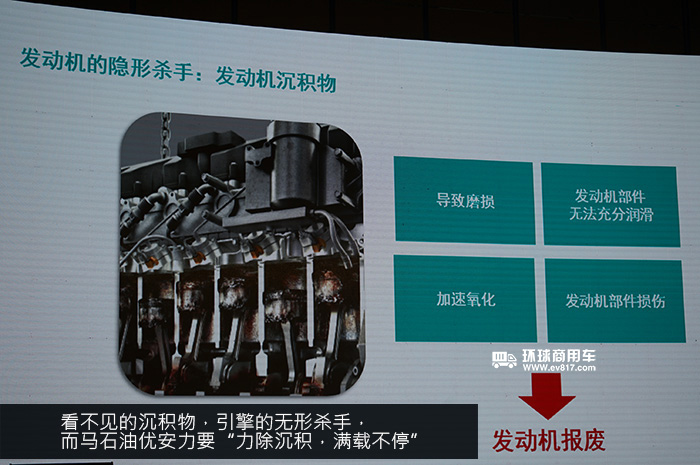 发动机的隐形杀手：发动机沉积物
导致磨损
发动机部件
无法充分润滑
加速氧化
发动机部件损伤
环球商用车
www.ev817.com
发动机报废
看不见的沉积物，引擎的无形杀手，
而马石油优安力要“力除沉积，满载不停”